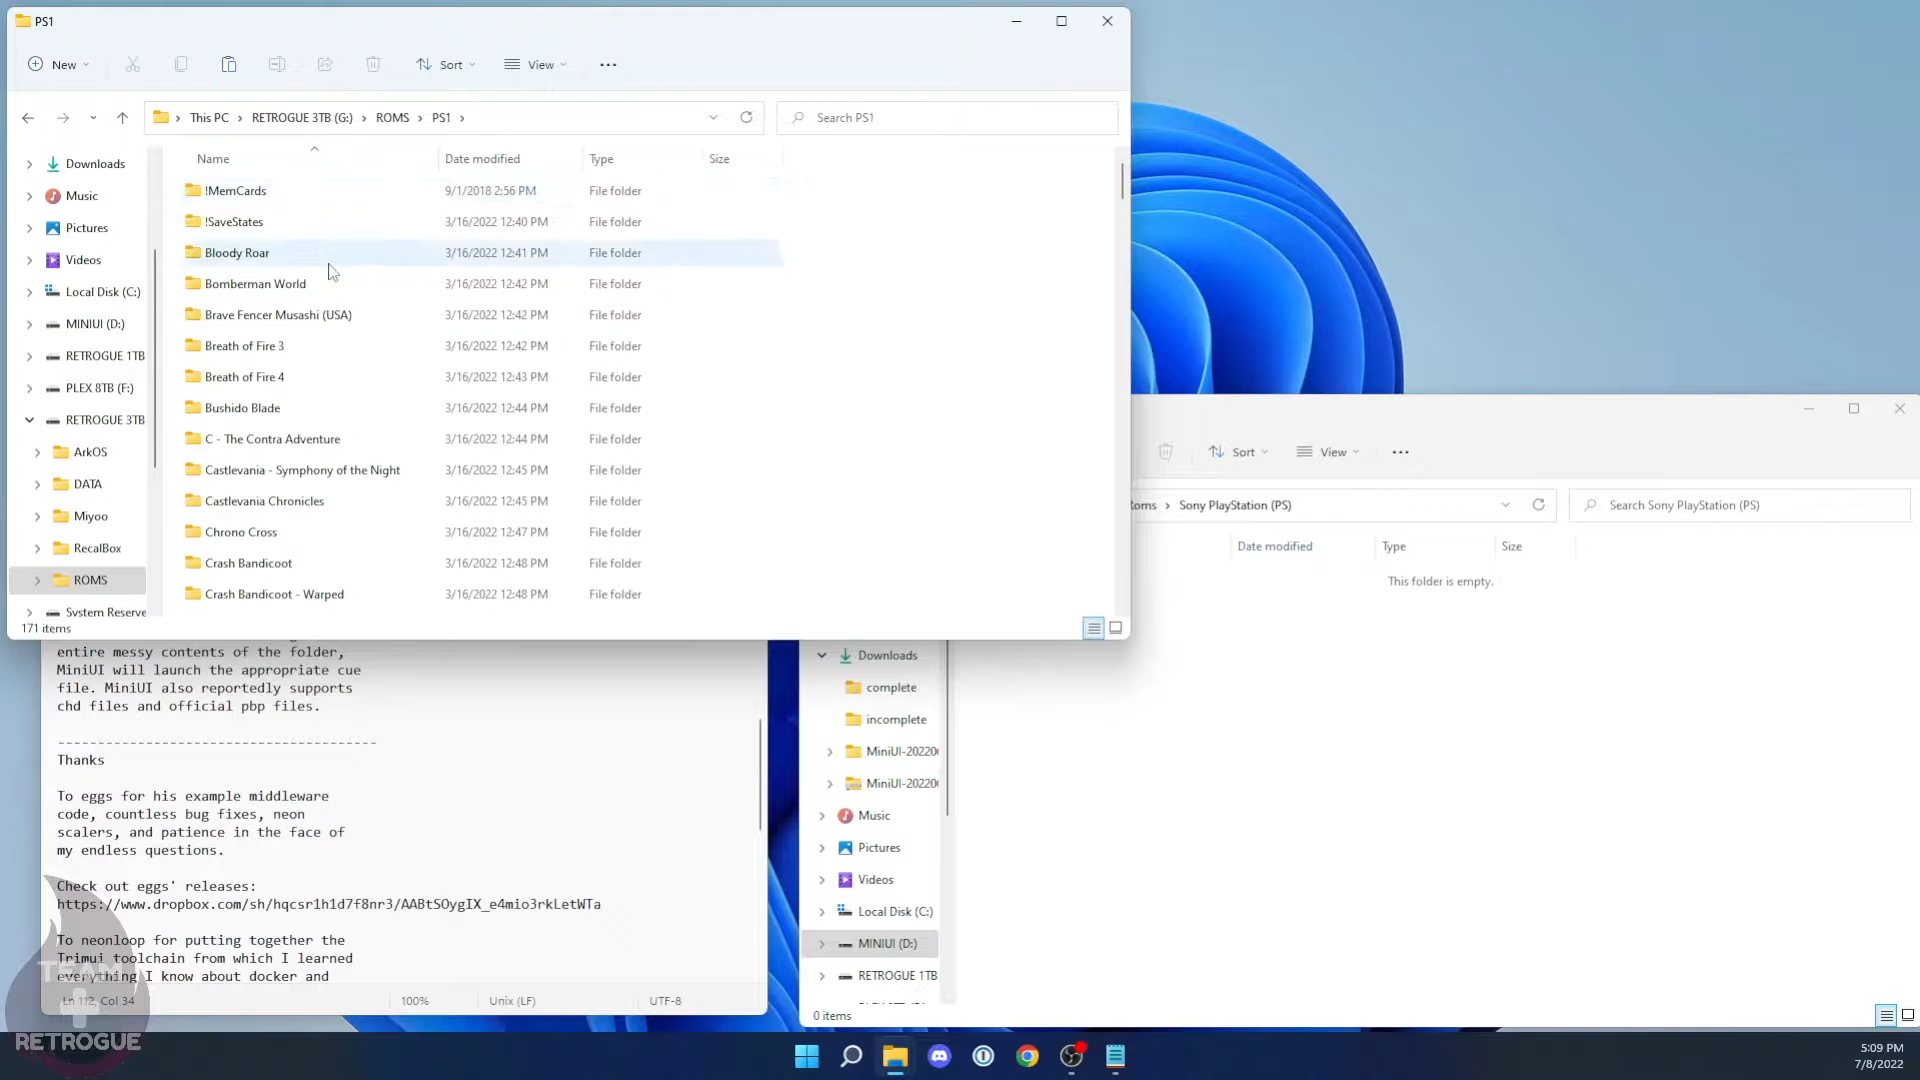 PS1
New
Sort
View
This PC
RETROGUE 3TB (G:)
ROMS
PS1
Search PS1
Name
Date modified
Type
Size
Downloads
Music
Pictures
Videos
Local Disk (C:)
MINIUI (D:)
RETROGUE 1TB
PLEX 8TB (F:)
RETROGUE 3TB
ArkOS
DATA
Miyoo
RecalBox
ROMS
System Reserve
!MemCards 9/1/2018 2:56 PM File folder
!SaveStates 3/16/2022 12:40 PM File folder
Bloody Roar 3/16/2022 12:41 PM File folder
Bomberman World 3/16/2022 12:42 PM File folder
Brave Fencer Musashi (USA) 3/16/2022 12:42 PM File folder
Breath of Fire 3 3/16/2022 12:42 PM File folder
Breath of Fire 4 3/16/2022 12:43 PM File folder
Bushido Blade 3/16/2022 12:44 PM File folder
C - The Contra Adventure 3/16/2022 12:44 PM File folder
Castlevania - Symphony of the Night 3/16/2022 12:45 PM File folder
Castlevania Chronicles 3/16/2022 12:45 PM File folder
Chrono Cross 3/16/2022 12:47 PM File folder
Crash Bandicoot 3/16/2022 12:48 PM File folder
Crash Bandicoot - Warped 3/16/2022 12:48 PM File folder
171 items
entire messy contents of the folder,
MiniUI will launch the appropriate cue
file. MiniUI also reportedly supports
chd files and official pbp files.
----------------------------------------
Thanks
To eggs for his example middleware
code, countless bug fixes, neon
scalers, and patience in the face of
my endless questions.
Check out eggs' releases:
https://www.dropbox.com/sh/hqcsr1h1d7f8nr3/AABtSOygIX_e4mio3rkLetWTa
To neonloop for putting together the
Trimui toolchain from which I learned
everything I know about docker and
Ln 112, Col 34
100%
Unix (LF)
UTF-8
TEAM
RETROGUE
Sort
View
Roms
Sony PlayStation (PS)
Search Sony PlayStation (PS)
Date modified
Type
Size
This folder is empty.
Downloads
complete
incomplete
MiniUI-20220
MiniUI-20220
Music
Pictures
Videos
Local Disk (C:)
MINIUI (D:)
RETROGUE 1TB
0 items
5:09 PM
7/8/2022